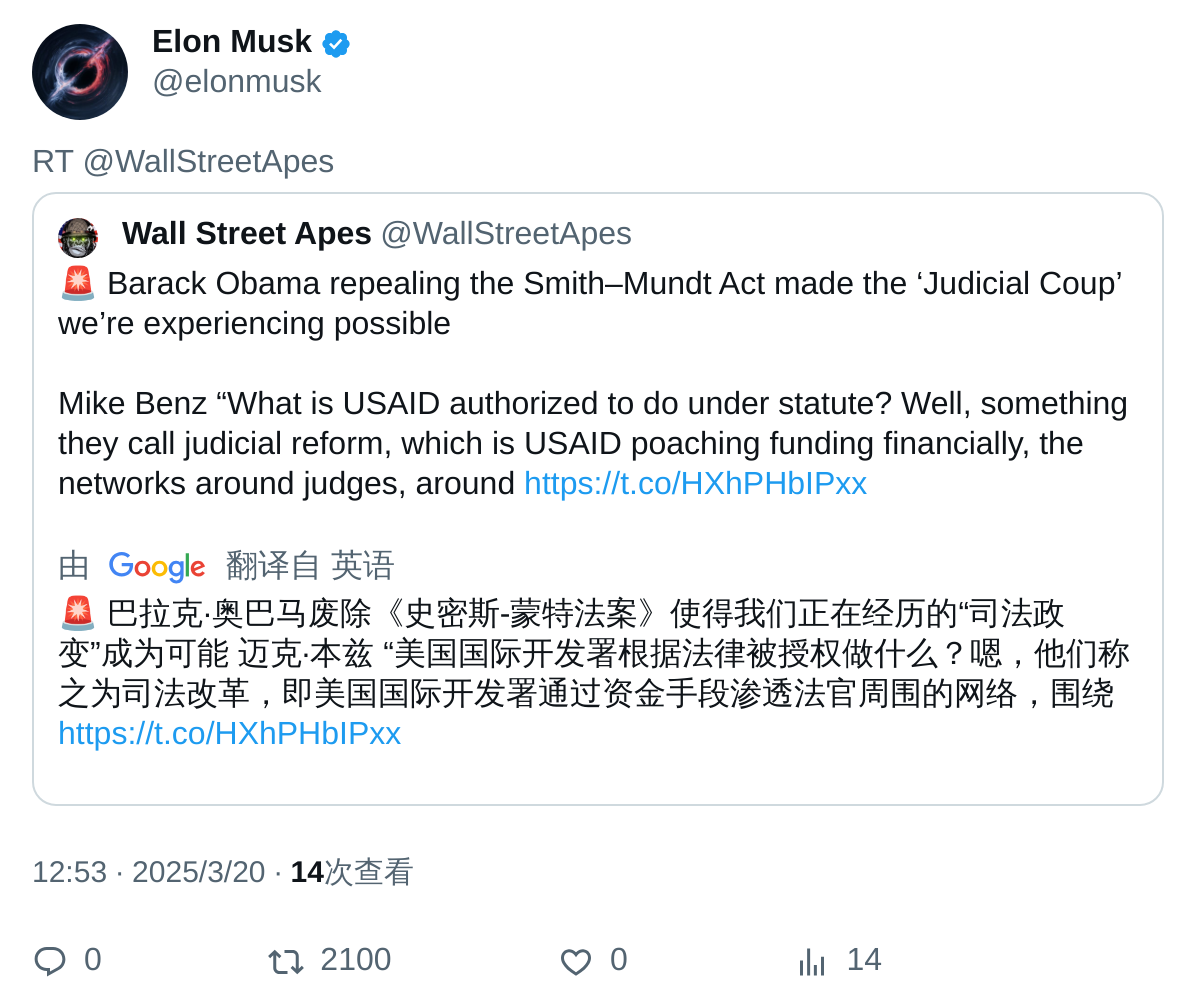 Elon Musk
@elonmusk
RT @WallStreetApes
Wall Street Apes @WallStreetApes
🚨 Barack Obama repealing the Smith–Mundt Act made the ‘Judicial Coup’
we’re experiencing possible
Mike Benz “What is USAID authorized to do under statute? Well, something
they call judicial reform, which is USAID poaching funding financially, the
networks around judges, around https://t.co/HXhPHbIPxx
由 Google 翻译自 英语
🚨 巴拉克·奥巴马废除《史密斯-蒙特法案》使得我们正在经历的“司法政
变”成为可能 迈克·本兹 “美国国际开发署根据法律被授权做什么？嗯，他们称
之为司法改革，即美国国际开发署通过资金手段渗透法官周围的网络，围绕
https://t.co/HXhPHbIPxx
12:53 · 2025/3/20 · 14次查看
0 2100 0 14